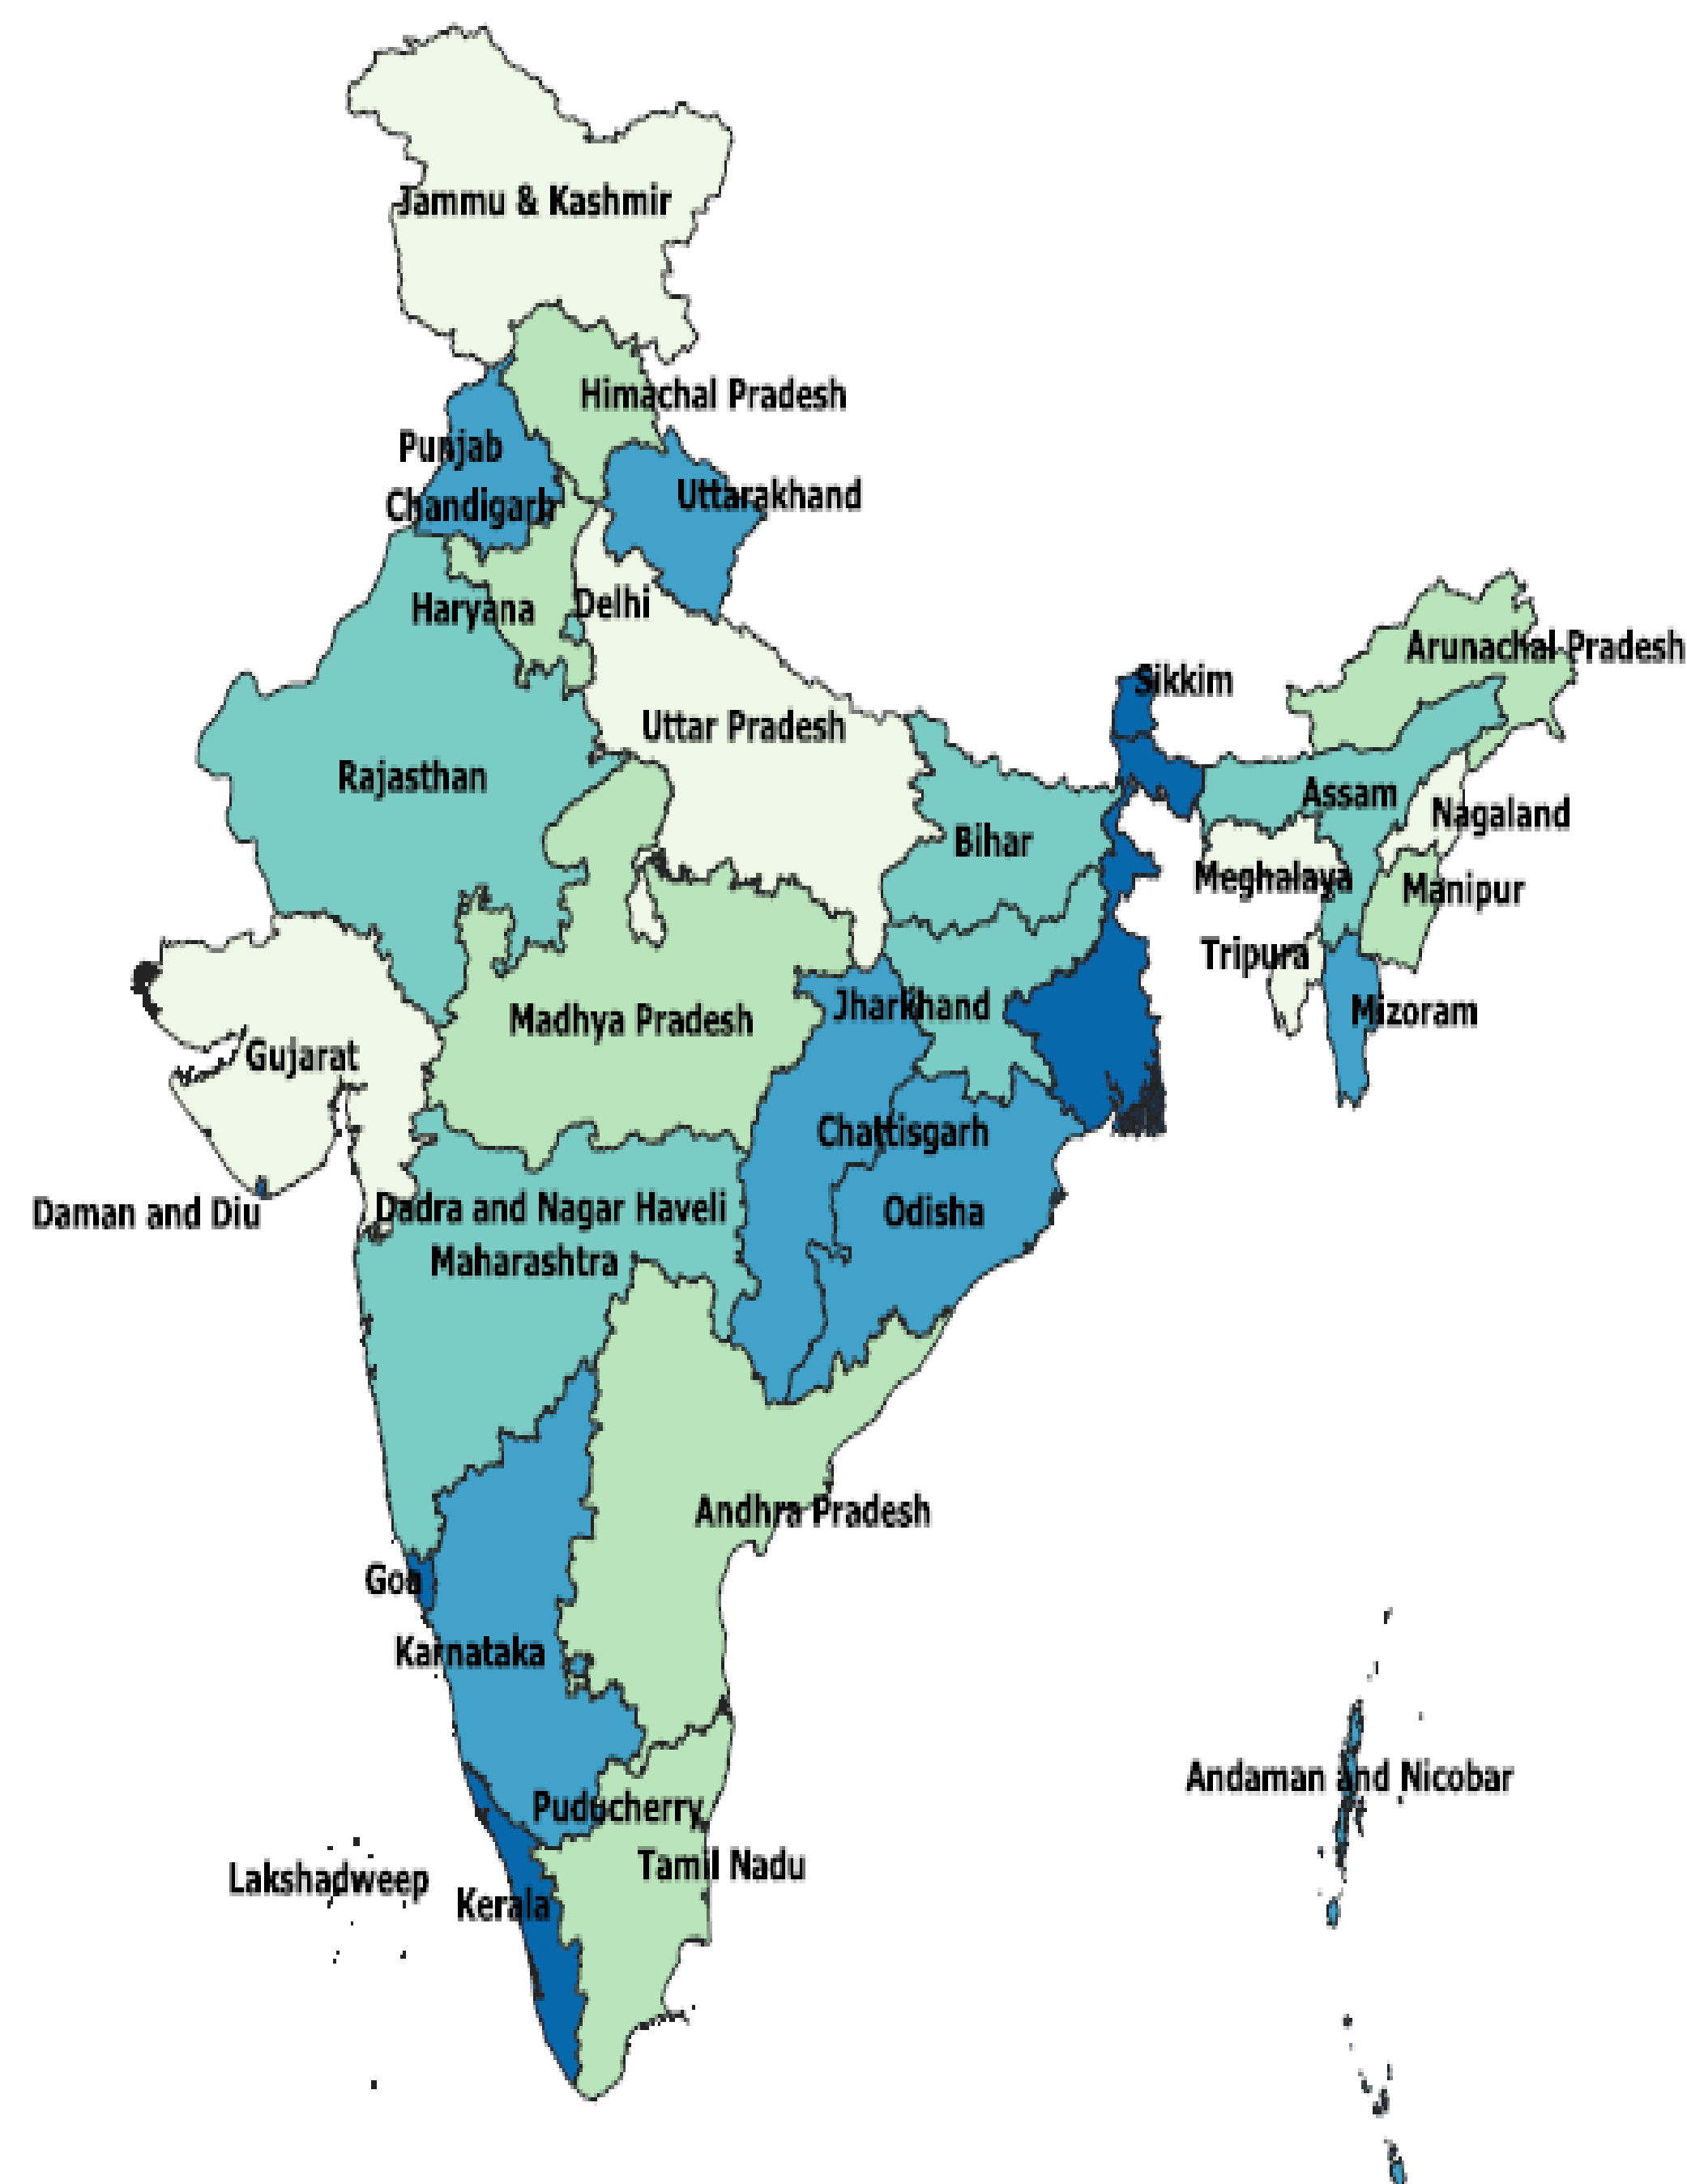 Jammu & Kashmir
Himachal Pradesh
Punjab
Uttarakhand
Chandigarh
Haryana
Delhi
Arunachal Pradesh
Sikkim
Uttar Pradesh
Rajasthan
Assam
Nagaland
Bihar
Meghalaya
Manipur
Tripura
Jharkhand
Mizoram
Madhya Pradesh
Gujarat
Chattisgarh
Daman and Diu
Dadra and Nagar Haveli
Odisha
Maharashtra
Andhra Pradesh
Goa
Karnataka
Andaman and Nicobar
Puducherry
Tamil Nadu
Lakshadweep
Kerala